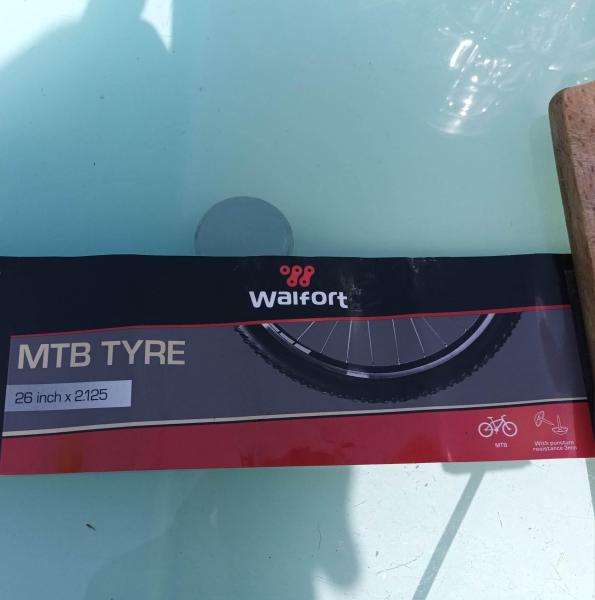 Walfort
MTB TYRE
26 inch x 2.125
MTB
With puncture
resistance 3mm